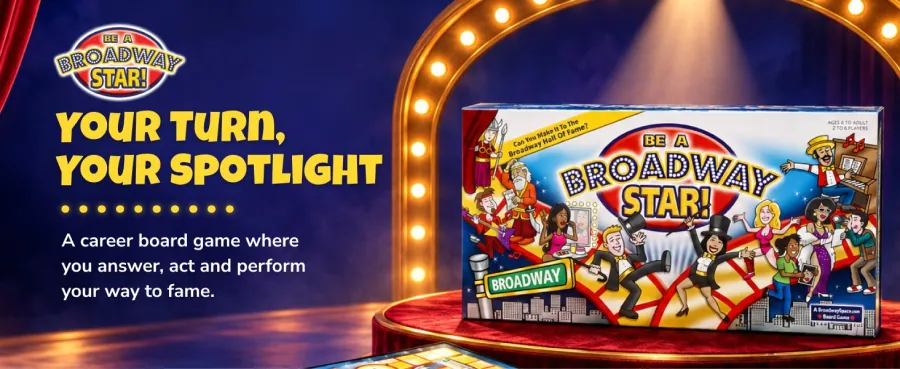 BE A
BROADWAY
STAR!
YOUR TURN,
YOUR SPOTLIGHT
A career board game where
you answer, act and perform
your way to fame.
Can You Make It To The
Broadway Hall Of Fame?
AGES 8 TO ADULT
2 TO 6 PLAYERS
BE A
BROADWAY
STAR!
BROADWAY
A BroadwaySpace.com
Board Game